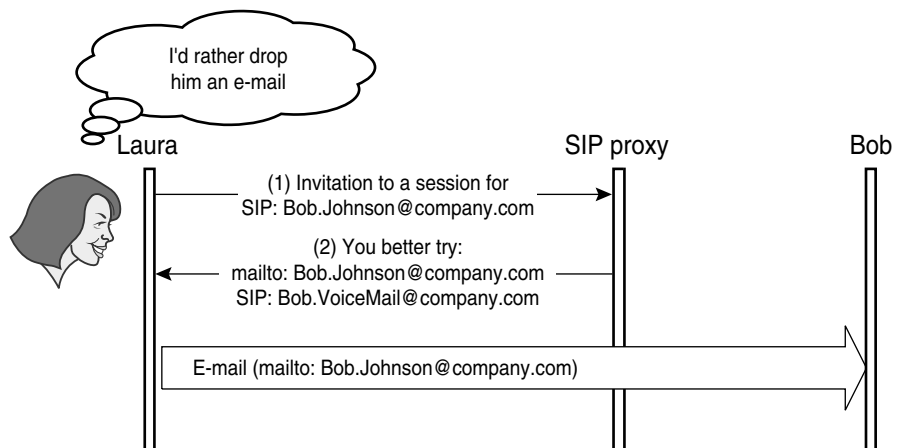 I'd rather drop
him an e-mail
Laura
SIP proxy
Bob
(1) Invitation to a session for
SIP: Bob.Johnson@company.com
(2) You better try:
mailto: Bob.Johnson@company.com
SIP: Bob.VoiceMail@company.com
E-mail (mailto: Bob.Johnson@company.com)